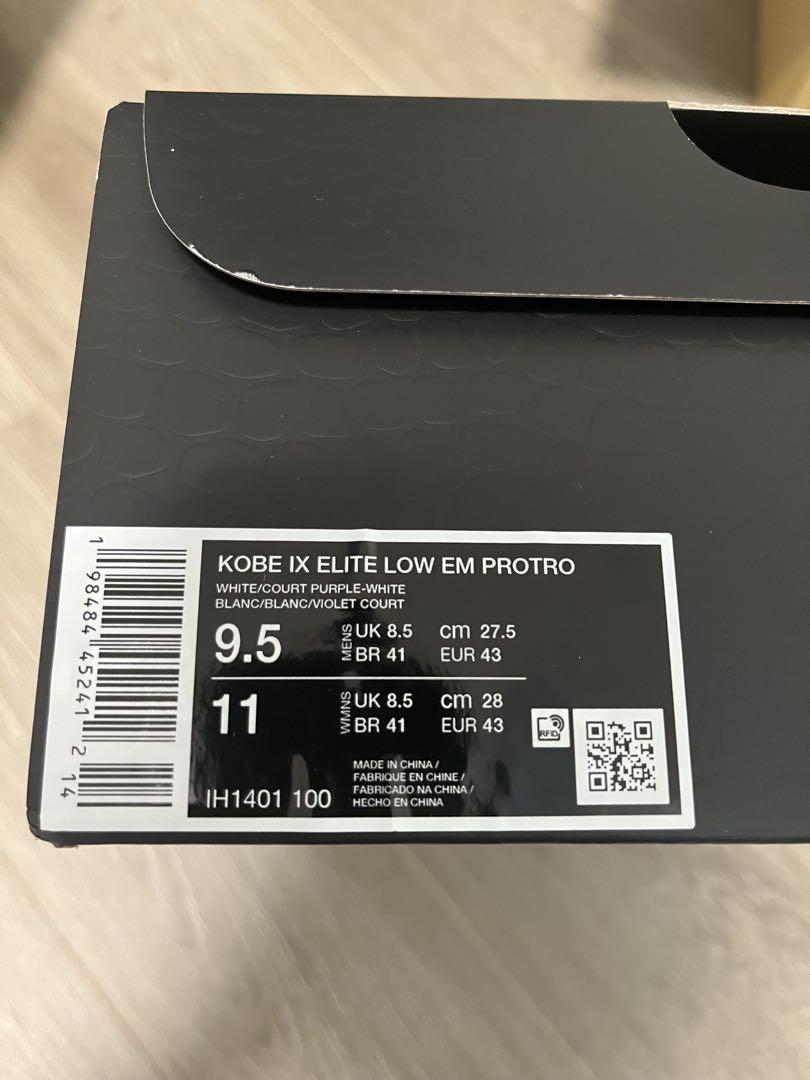 KOBE IX ELITE LOW EM PROTRO
WHITE/COURT PURPLE-WHITE
BLANC/BLANC/VIOLET COURT
9.5 MENS UK 8.5 cm 27.5
BR 41 EUR 43
11 WMNS UK 8.5 cm 28
BR 41 EUR 43
RFID
MADE IN CHINA /
FABRIQUE EN CHINE /
FABRICADO NA CHINA /
HECHO EN CHINA
IH1401 100
1 98484 45241 2 14